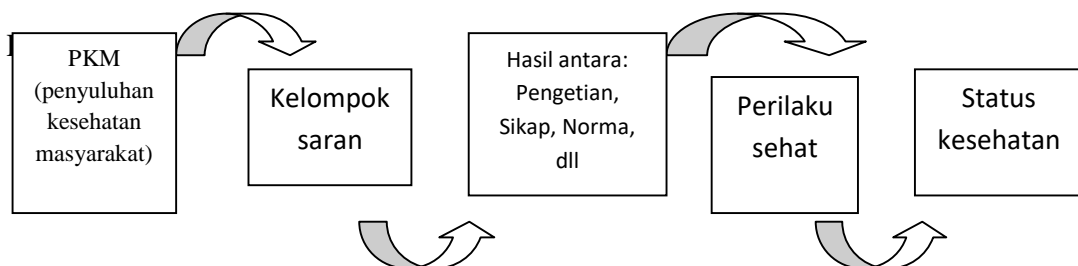 PKM
(penyuluhan
kesehatan
masyarakat)
Kelompok
saran
Hasil antara:
Pengetian,
Sikap, Norma,
dll
Perilaku
sehat
Status
kesehatan